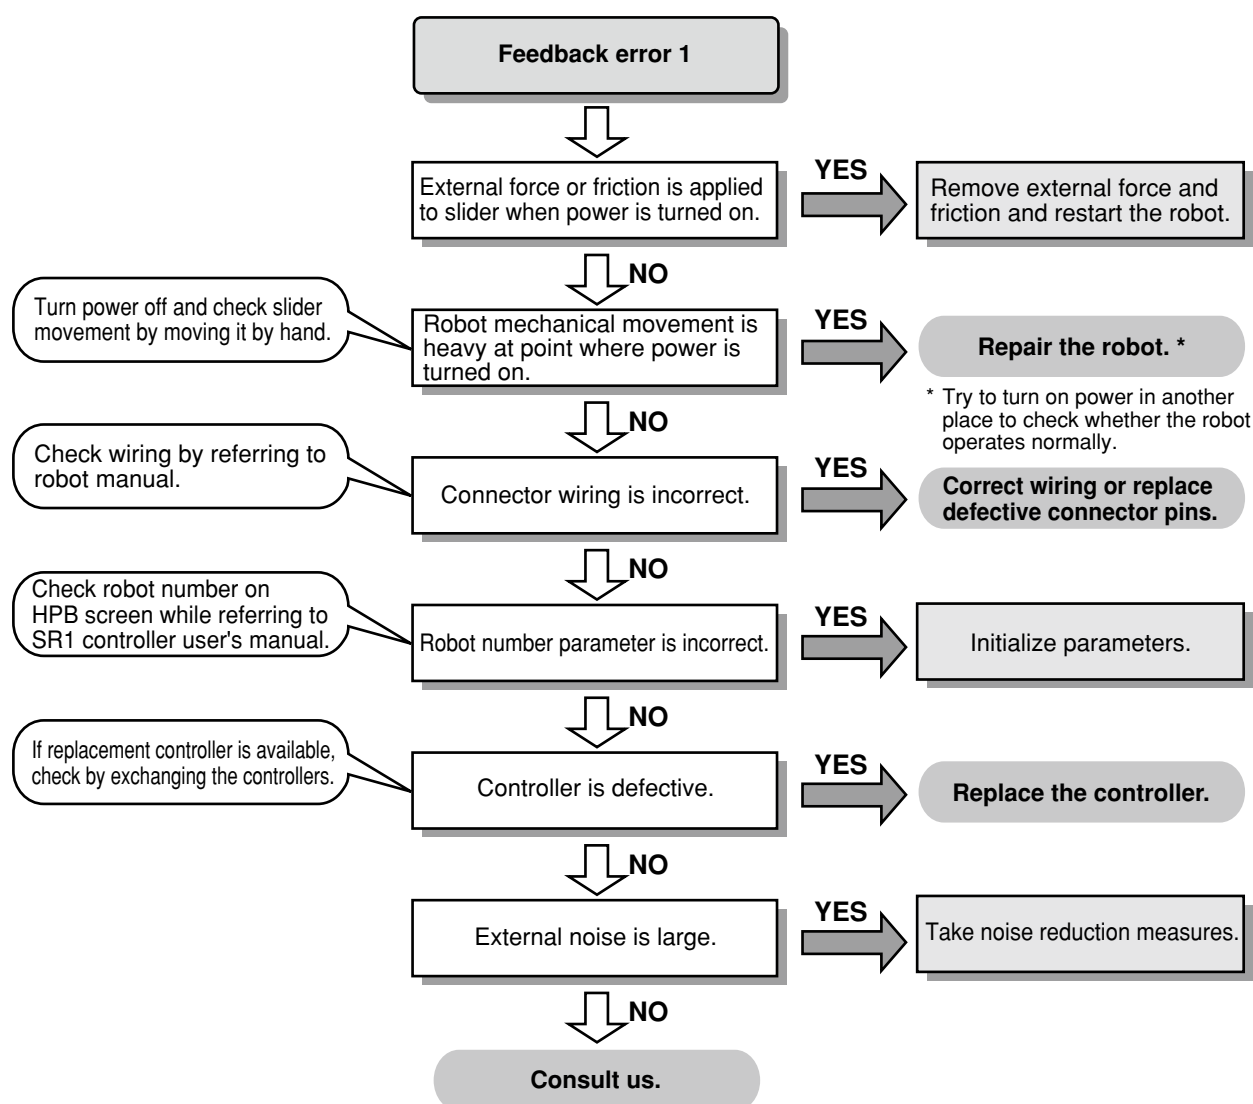 Feedback error 1
External force or friction is applied
to slider when power is turned on.
YES
Remove external force and
friction and restart the robot.
NO
Turn power off and check slider
movement by moving it by hand.
Robot mechanical movement is
heavy at point where power is
turned on.
YES
Repair the robot. *
* Try to turn on power in another
place to check whether the robot
operates normally.
NO
Check wiring by referring to
robot manual.
Connector wiring is incorrect.
YES
Correct wiring or replace
defective connector pins.
NO
Check robot number on
HPB screen while referring to
SR1 controller user's manual.
Robot number parameter is incorrect.
YES
Initialize parameters.
NO
If replacement controller is available,
check by exchanging the controllers.
Controller is defective.
YES
Replace the controller.
NO
External noise is large.
YES
Take noise reduction measures.
NO
Consult us.